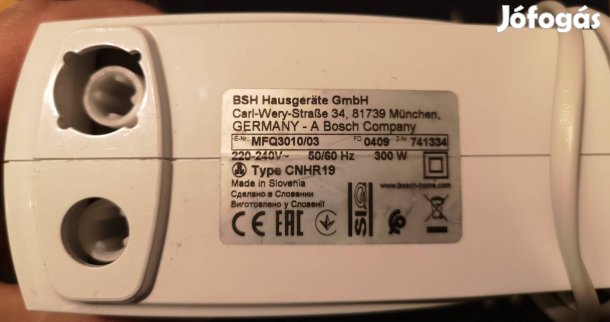 Jófogás
BSH Hausgeräte GmbH
Carl-Wery-Straße 34, 81739 München,
GERMANY - A Bosch Company
E-Nr. MFQ3010/03 FD 0409 Z-Nr. 741334
220-240V~ 50/60 Hz 300 W
Type CNHR19
Made in Slovenia www.bosch-home.com
Сделано в Словении
Виготовлено у Словенії
CE EAC SIQ